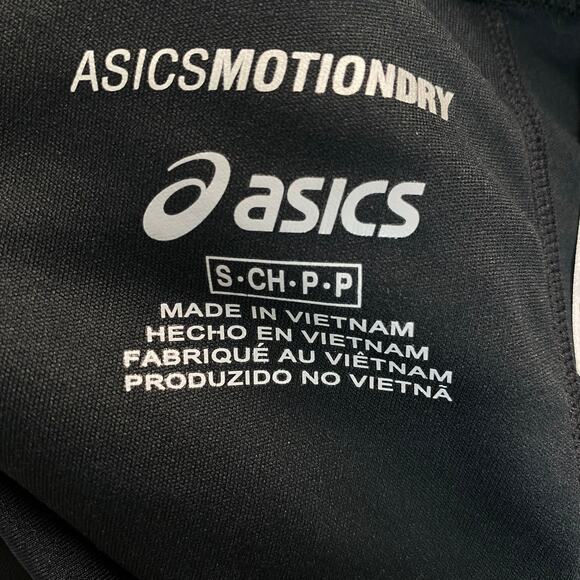 ASICSMOTIONDRY
asics
S·CH·P·P
MADE IN VIETNAM
HECHO EN VIETNAM
FABRIQUÉ AU VIÊTNAM
PRODUZIDO NO VIETNÃ